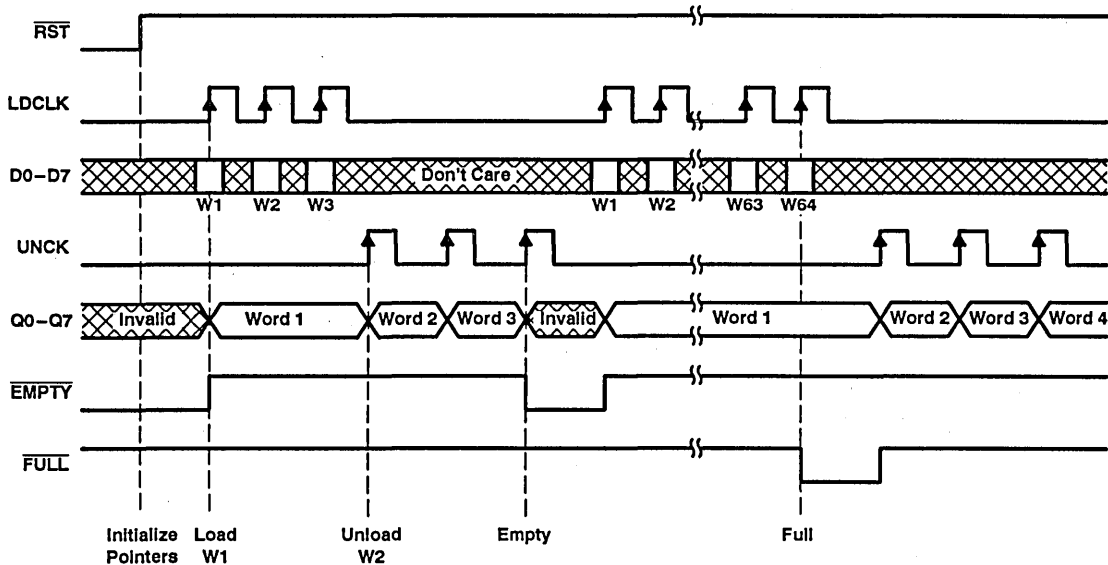 RST
LDCLK
D0–D7
Don't Care
W1 W2 W3 W1 W2 W63 W64
UNCK
Q0–Q7
Invalid Word 1 Word 2 Word 3 Invalid Word 1 Word 2 Word 3 Word 4
EMPTY
FULL
Initialize Pointers
Load W1
Unload W2
Empty
Full